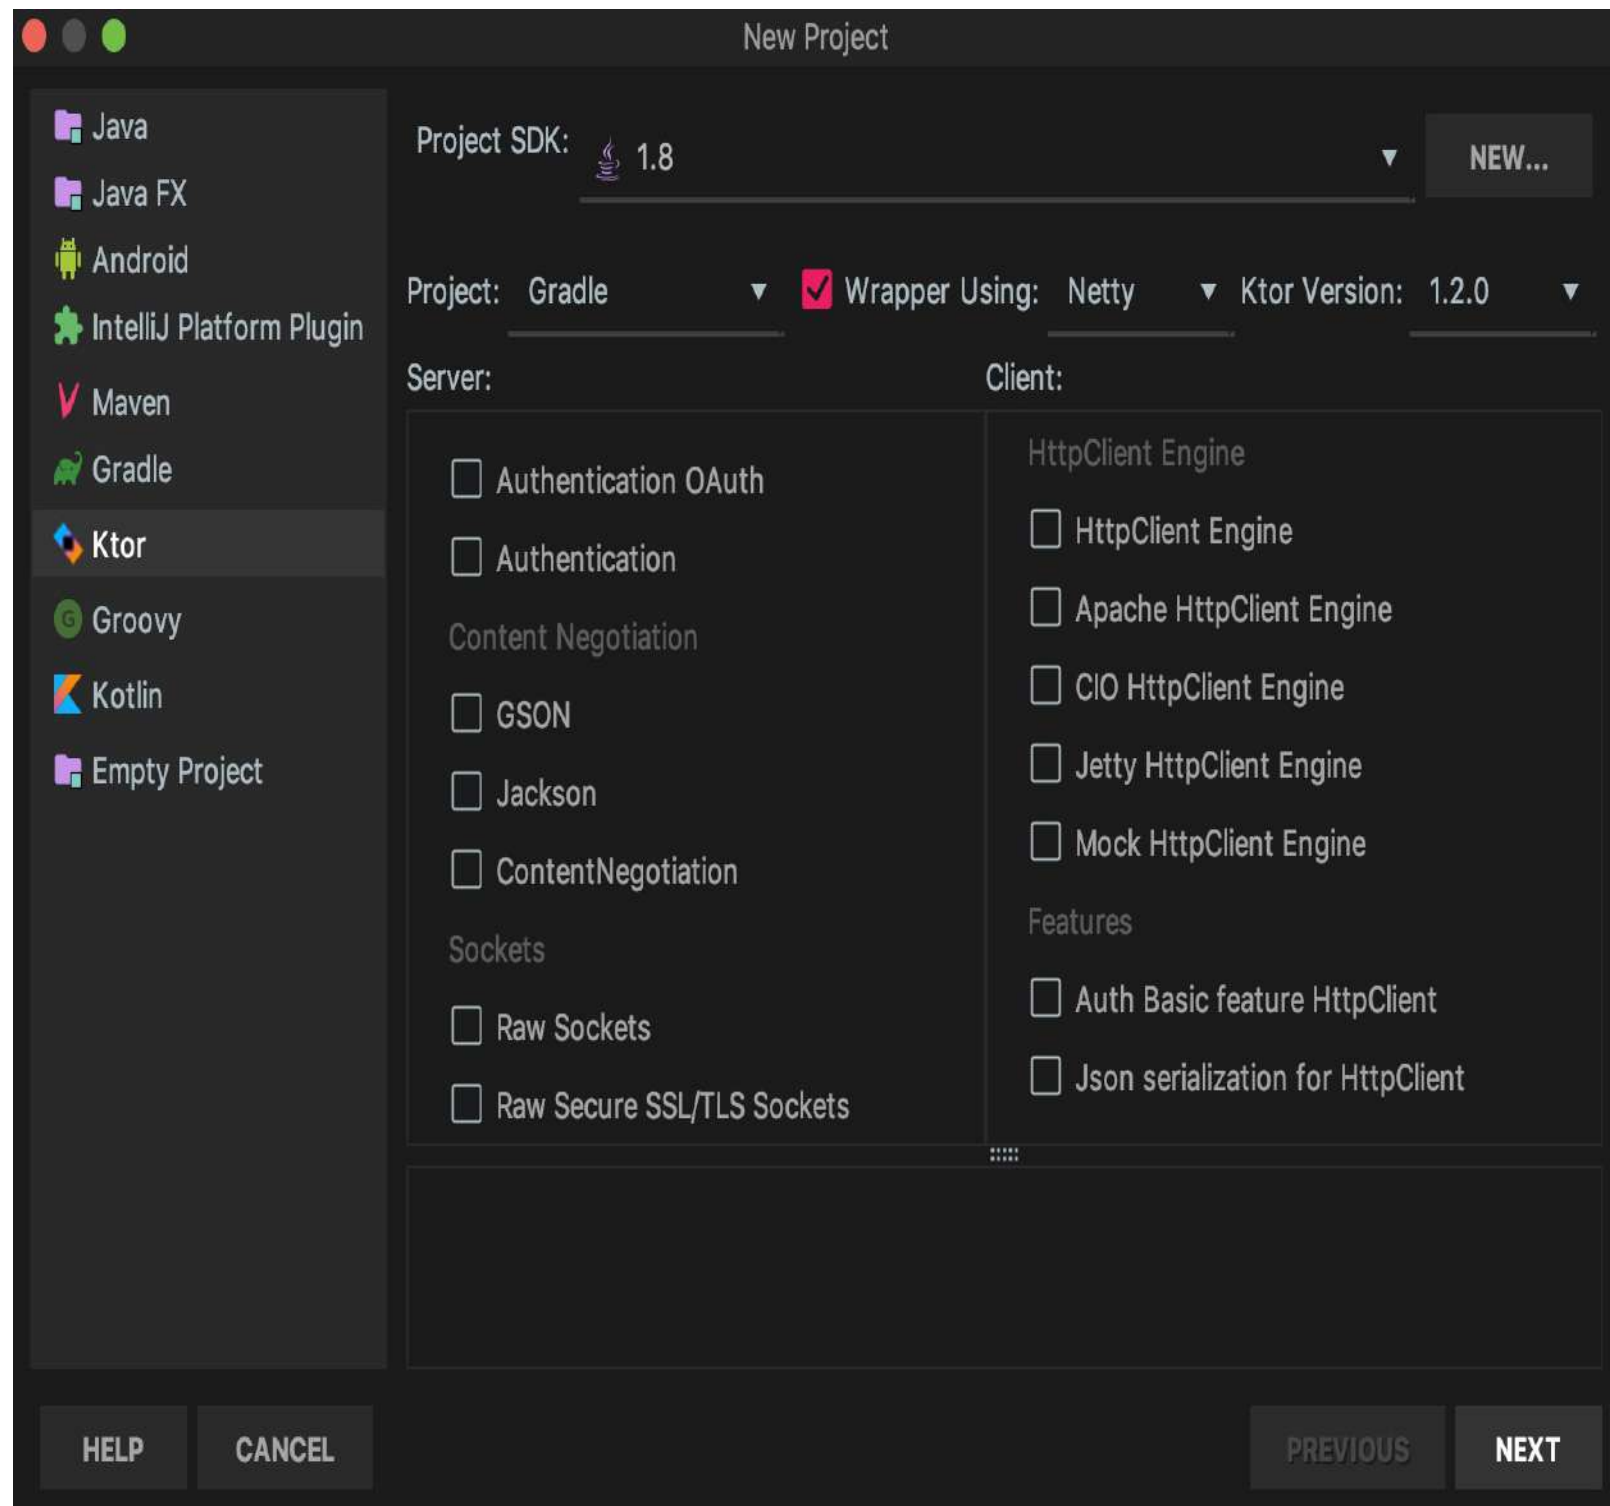 New Project
Java
Java FX
Android
IntelliJ Platform Plugin
Maven
Gradle
Ktor
Groovy
Kotlin
Empty Project
Project SDK: 1.8 NEW...
Project: Gradle Wrapper Using: Netty Ktor Version: 1.2.0
Server:
Authentication OAuth
Authentication
Content Negotiation
GSON
Jackson
ContentNegotiation
Sockets
Raw Sockets
Raw Secure SSL/TLS Sockets
Client:
HttpClient Engine
HttpClient Engine
Apache HttpClient Engine
CIO HttpClient Engine
Jetty HttpClient Engine
Mock HttpClient Engine
Features
Auth Basic feature HttpClient
Json serialization for HttpClient
HELP CANCEL PREVIOUS NEXT